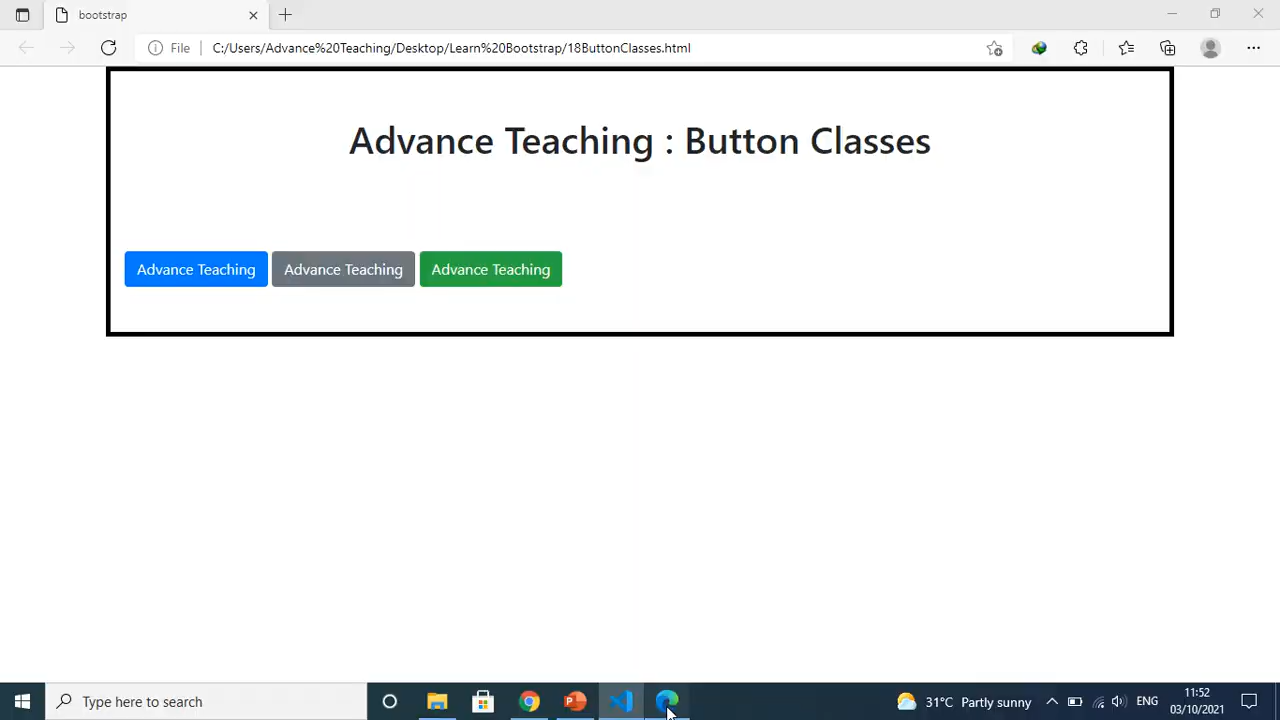 bootstrap
File
C:/Users/Advance%20Teaching/Desktop/Learn%20Bootstrap/18ButtonClasses.html
Advance Teaching : Button Classes
Advance Teaching Advance Teaching Advance Teaching
Type here to search
31°C Partly sunny
ENG
11:52
03/10/2021